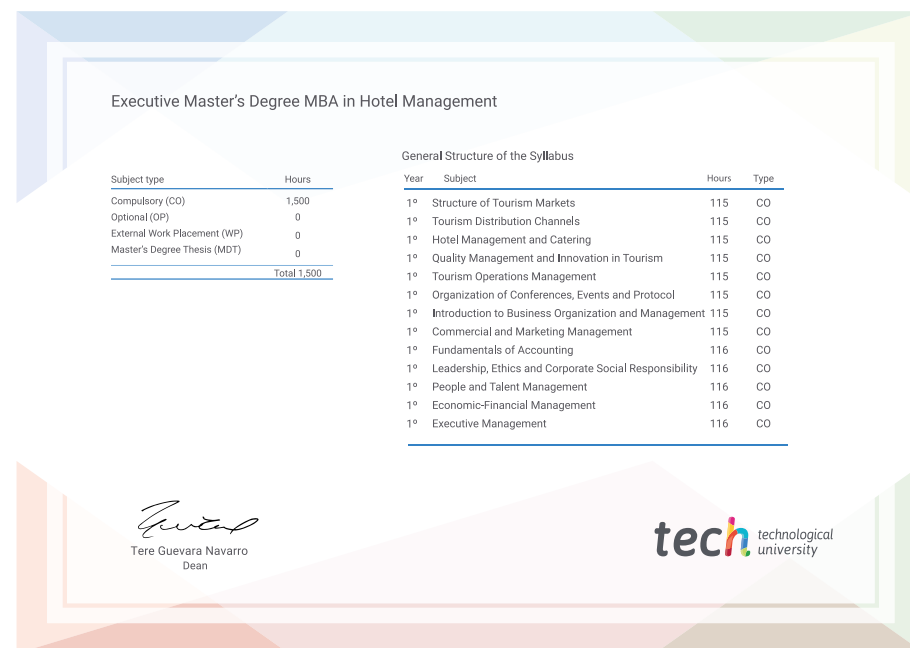 Executive Master's Degree MBA in Hotel Management
Subject type Hours
Compulsory (CO) 1,500
Optional (OP) 0
External Work Placement (WP) 0
Master's Degree Thesis (MDT) 0
Total 1,500
General Structure of the Syllabus
Year Subject Hours Type
1º Structure of Tourism Markets 115 CO
1º Tourism Distribution Channels 115 CO
1º Hotel Management and Catering 115 CO
1º Quality Management and Innovation in Tourism 115 CO
1º Tourism Operations Management 115 CO
1º Organization of Conferences, Events and Protocol 115 CO
1º Introduction to Business Organization and Management 115 CO
1º Commercial and Marketing Management 115 CO
1º Fundamentals of Accounting 116 CO
1º Leadership, Ethics and Corporate Social Responsibility 116 CO
1º People and Talent Management 116 CO
1º Economic-Financial Management 116 CO
1º Executive Management 116 CO
Tere Guevara Navarro
Dean
tech technological
university